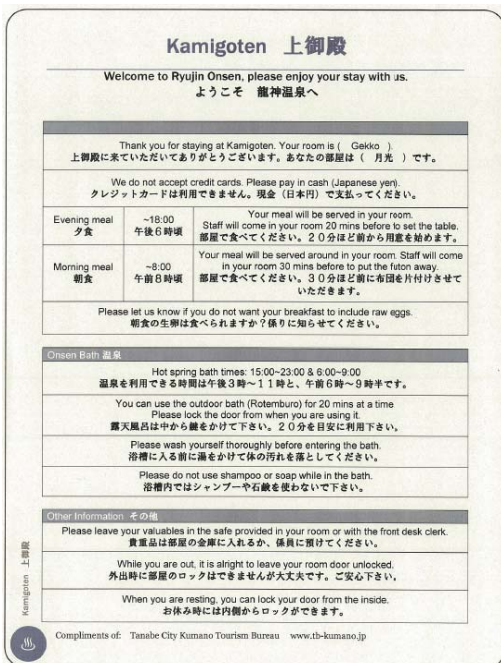 Kamigoten 上御殿
Welcome to Ryujin Onsen, please enjoy your stay with us.
ようこそ 龍神温泉へ
Thank you for staying at Kamigoten. Your room is ( Gekko ).
上御殿に来ていただいてありがとうございます。あなたの部屋は（ 月光 ）です。
We do not accept credit cards. Please pay in cash (Japanese yen).
クレジットカードは利用できません。現金（日本円）で支払ってください。
Evening meal
夕食
~18:00
午後6時頃
Your meal will be served in your room.
Staff will come in your room 20 mins before to set the table.
部屋で食べてください。２０分ほど前から用意を始めます。
Morning meal
朝食
~8:00
午前8時頃
Your meal will be served around in your room. Staff will come
in your room 30 mins before to put the futon away.
部屋で食べてください。３０分ほど前に布団を片付けさせて
いただきます。
Please let us know if you do not want your breakfast to include raw eggs.
朝食の生卵は食べられますか？係りに知らせてください。
Onsen Bath 温泉
Hot spring bath times: 15:00~23:00 & 6:00~9:00
温泉を利用できる時間は午後３時～１１時と、午前６時～９時半です。
You can use the outdoor bath (Rotemburo) for 20 mins at a time
Please lock the door from when you are using it.
露天風呂は中から鍵をかけて下さい。２０分を目安に利用下さい。
Please wash yourself thoroughly before entering the bath.
浴槽に入る前に湯をかけて体の汚れを落としてください。
Please do not use shampoo or soap while in the bath.
浴槽内ではシャンプーや石鹸を使わないで下さい。
Other Information その他
Please leave your valuables in the safe provided in your room or with the front desk clerk.
貴重品は部屋の金庫に入れるか、係員に預けてください。
While you are out, it is alright to leave your room door unlocked.
外出時に部屋のロックはできませんが大丈夫です。ご安心下さい。
When you are resting, you can lock your door from the inside.
お休み時には内側からロックができます。
Kamigoten 上御殿
Compliments of: Tanabe City Kumano Tourism Bureau www.tb-kumano.jp